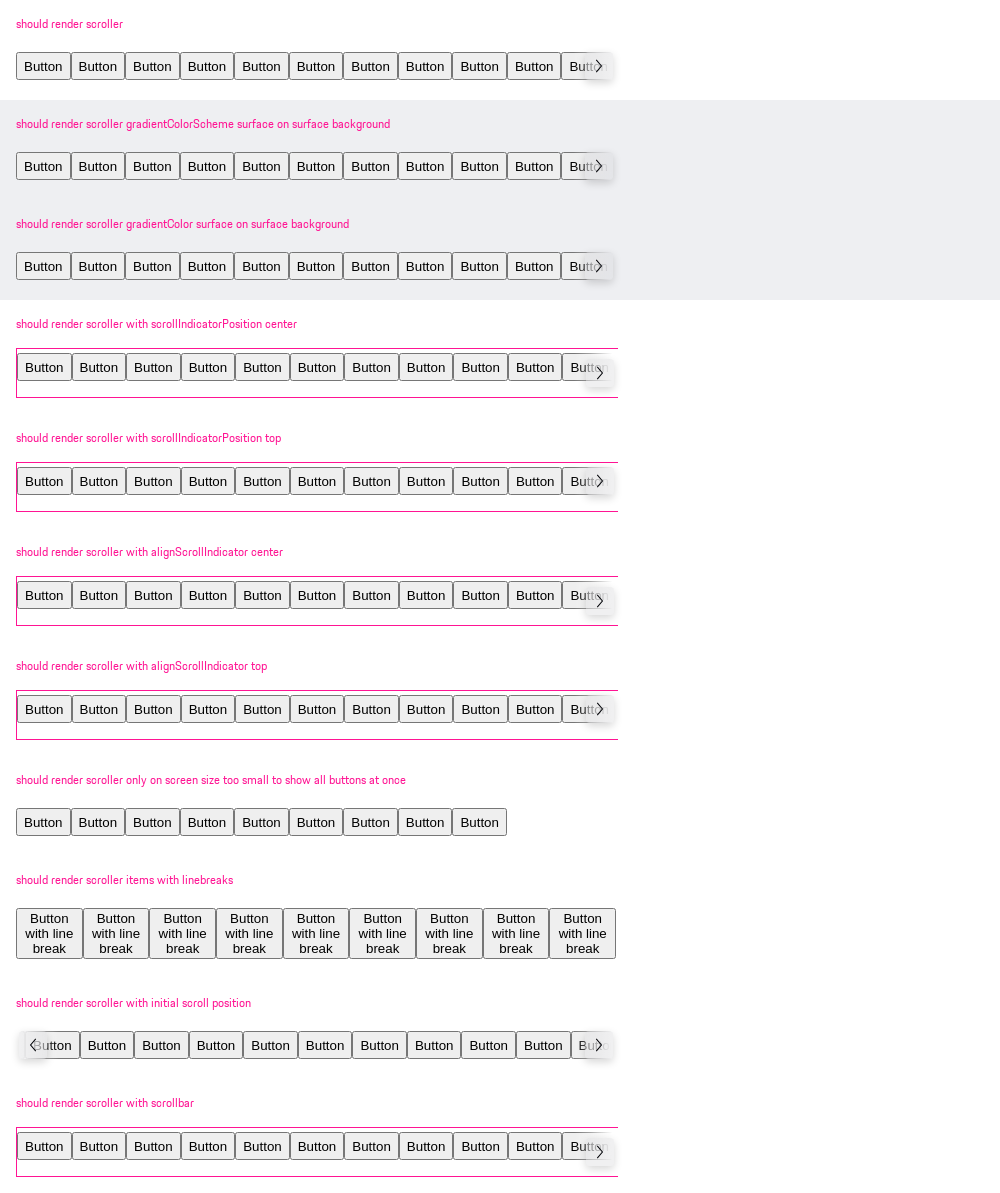 should render scroller
Button Button Button Button Button Button Button Button Button Button Button
should render scroller gradientColorScheme surface on surface background
Button Button Button Button Button Button Button Button Button Button Button
should render scroller gradientColor surface on surface background
Button Button Button Button Button Button Button Button Button Button Button
should render scroller with scrollIndicatorPosition center
Button Button Button Button Button Button Button Button Button Button Button
should render scroller with scrollIndicatorPosition top
Button Button Button Button Button Button Button Button Button Button Button
should render scroller with alignScrollIndicator center
Button Button Button Button Button Button Button Button Button Button Button
should render scroller with alignScrollIndicator top
Button Button Button Button Button Button Button Button Button Button Button
should render scroller only on screen size too small to show all buttons at once
Button Button Button Button Button Button Button Button Button
should render scroller items with linebreaks
Button Button Button Button Button Button Button Button Button
with line with line with line with line with line with line with line with line with line
break break break break break break break break break
should render scroller with initial scroll position
Button Button Button Button Button Button Button Button Button Button
should render scroller with scrollbar
Button Button Button Button Button Button Button Button Button Button Button